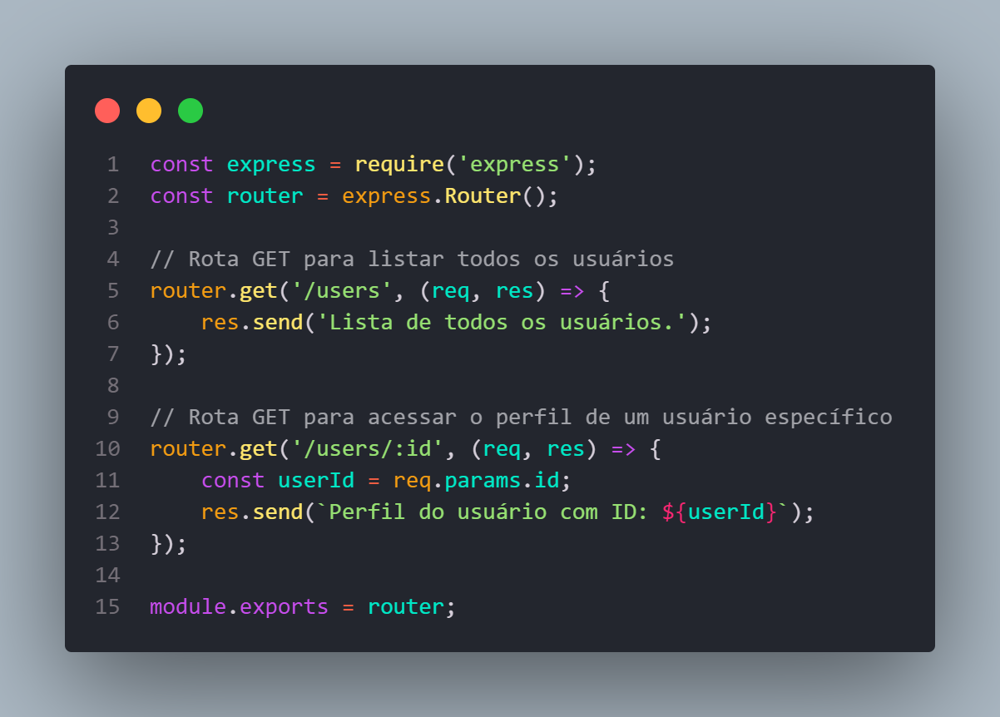 1 const express = require('express');
2 const router = express.Router();
3
4 // Rota GET para listar todos os usuários
5 router.get('/users', (req, res) => {
6     res.send('Lista de todos os usuários.');
7 });
8
9 // Rota GET para acessar o perfil de um usuário específico
10 router.get('/users/:id', (req, res) => {
11     const userId = req.params.id;
12     res.send(`Perfil do usuário com ID: ${userId}`);
13 });
14
15 module.exports = router;